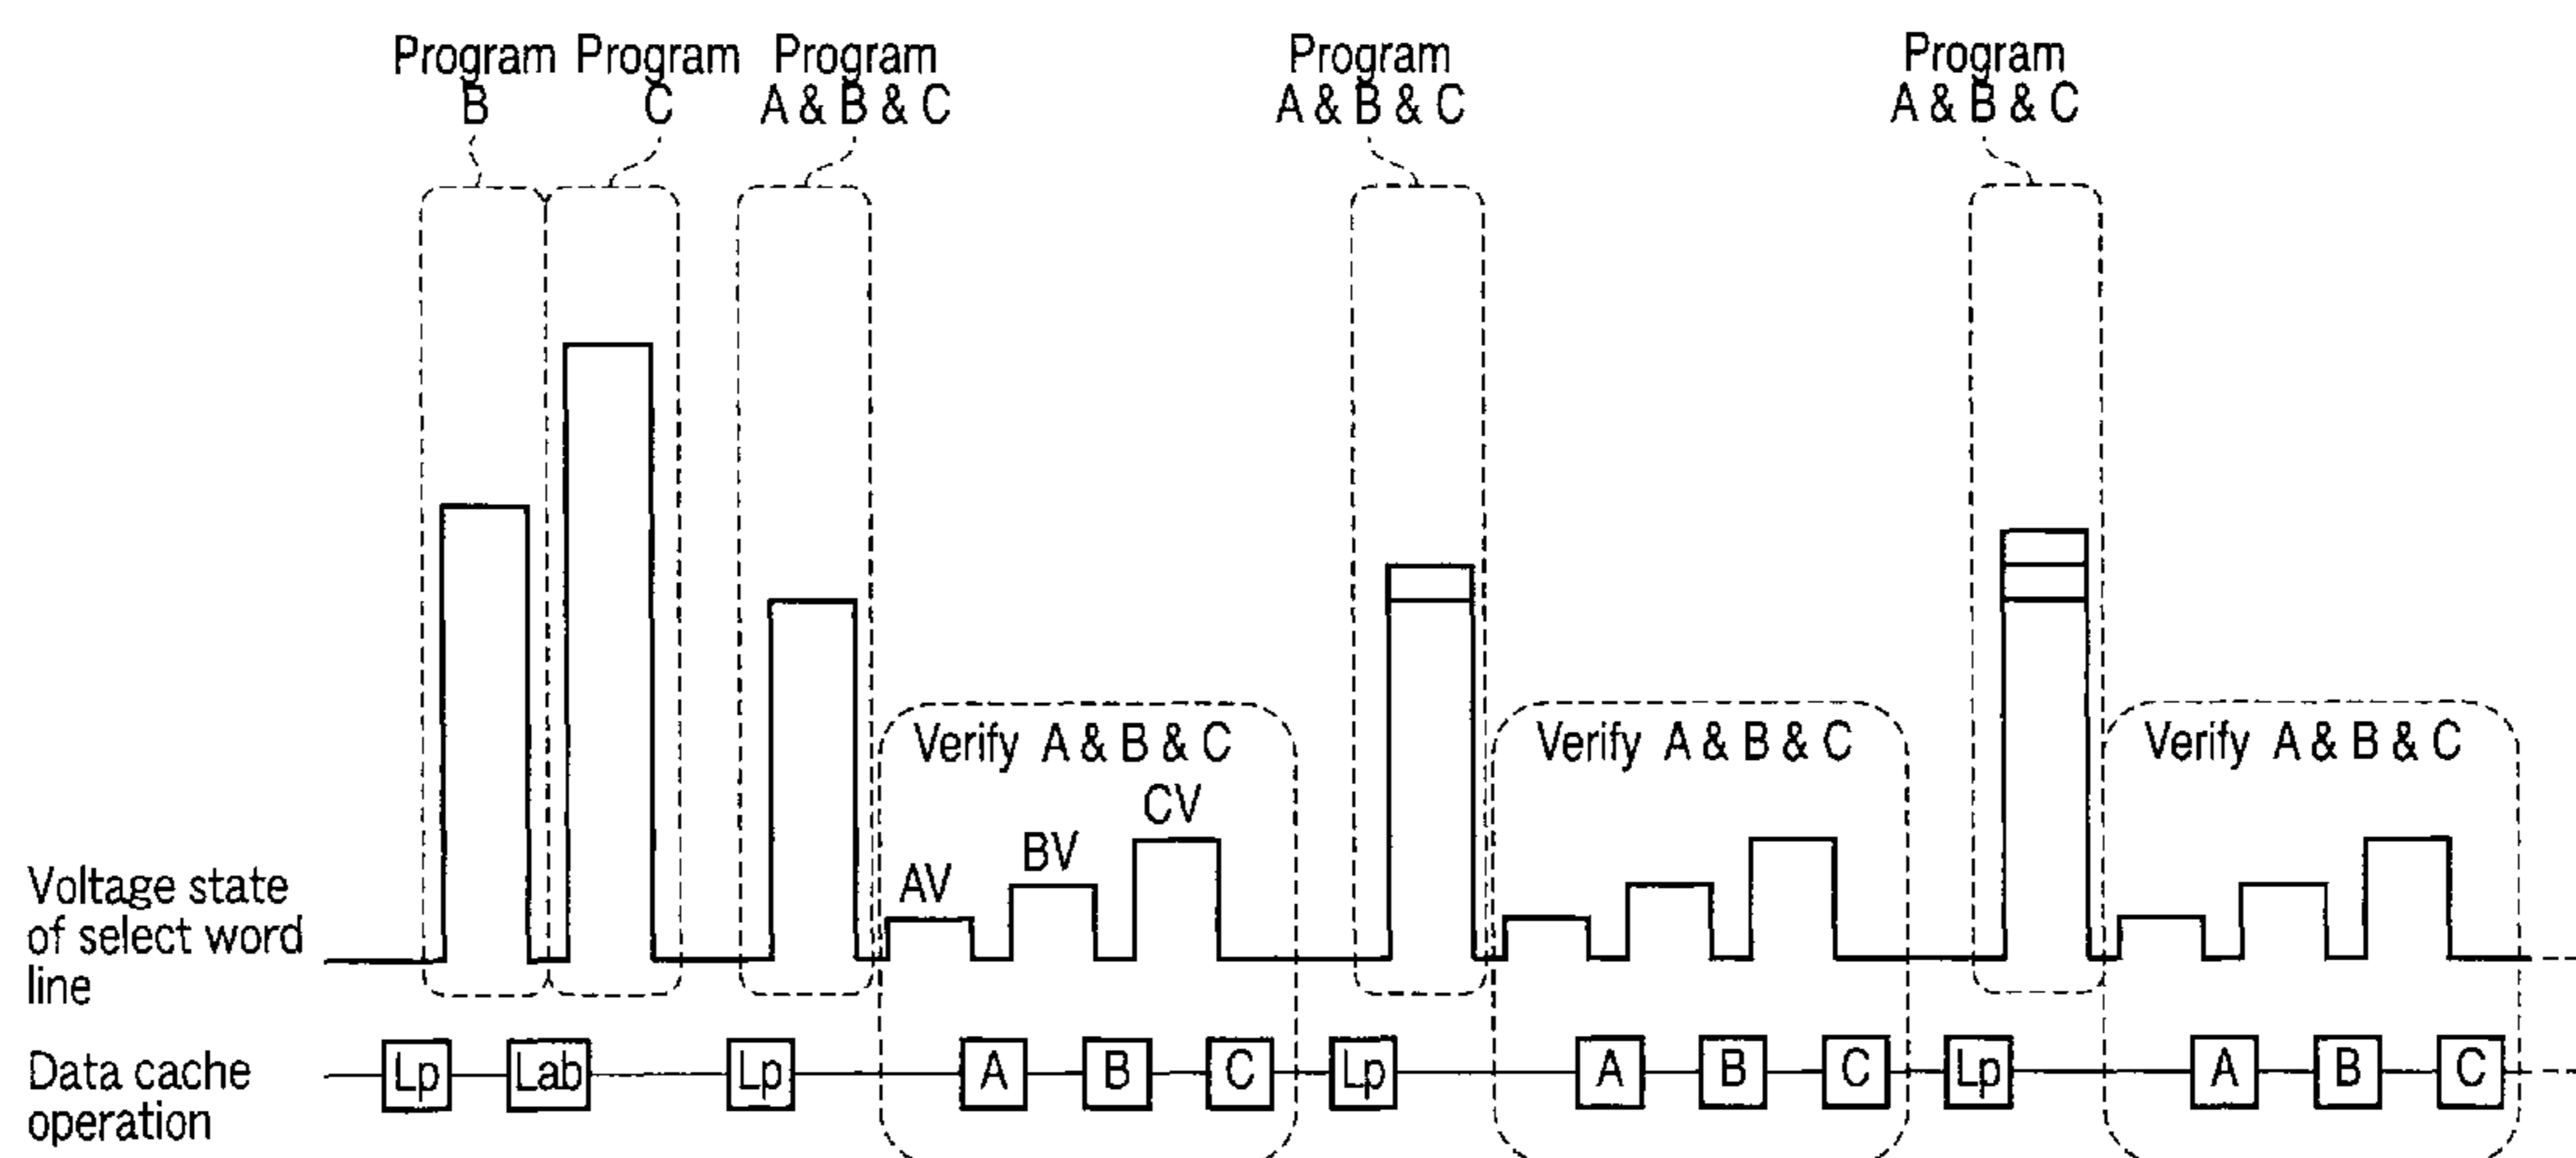 Program
B
Program
C
Program
A & B & C
Program
A & B & C
Program
A & B & C
Verify A & B & C
Verify A & B & C
Verify A & B & C
AV
BV
CV
Voltage state
of select word
line
Data cache
operation
Lp
Lab
Lp
A
B
C
Lp
A
B
C
Lp
A
B
C